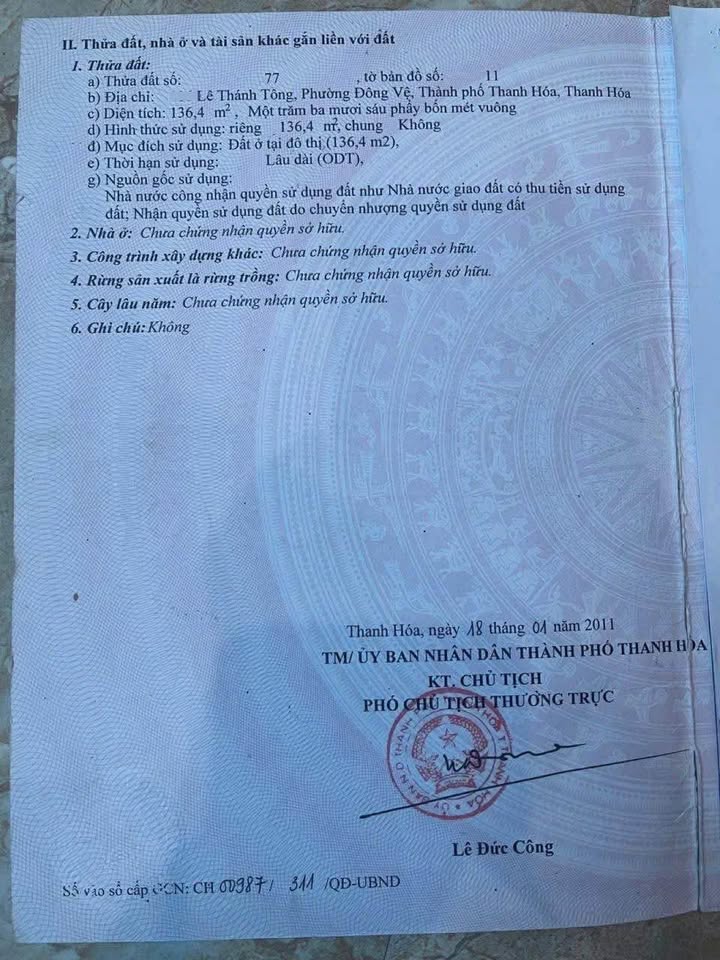 II. Thửa đất, nhà ở và tài sản khác gắn liền với đất
1. Thửa đất:
a) Thửa đất số: 77 , tờ bản đồ số: 11
b) Địa chỉ: Lê Thánh Tông, Phường Đông Vệ, Thành phố Thanh Hóa, Thanh Hóa
c) Diện tích: 136,4 m², Một trăm ba mươi sáu phẩy bốn mét vuông
d) Hình thức sử dụng: riêng 136,4 m², chung Không
đ) Mục đích sử dụng: Đất ở tại đô thị (136,4 m2),
e) Thời hạn sử dụng: Lâu dài (ODT),
g) Nguồn gốc sử dụng:
Nhà nước công nhận quyền sử dụng đất như Nhà nước giao đất có thu tiền sử dụng
đất; Nhận quyền sử dụng đất do chuyển nhượng quyền sử dụng đất
2. Nhà ở: Chưa chứng nhận quyền sở hữu.
3. Công trình xây dựng khác: Chưa chứng nhận quyền sở hữu.
4. Rừng sản xuất là rừng trồng: Chưa chứng nhận quyền sở hữu.
5. Cây lâu năm: Chưa chứng nhận quyền sở hữu.
6. Ghi chú: Không
Thanh Hóa, ngày 18 tháng 01 năm 2011
TM/ ỦY BAN NHÂN DÂN THÀNH PHỐ THANH HÓA
KT. CHỦ TỊCH
PHÓ CHỦ TỊCH THƯỜNG TRỰC
Lê Đức Công
Số vào sổ cấp GCN: CH 00987/ 311 /QĐ-UBND